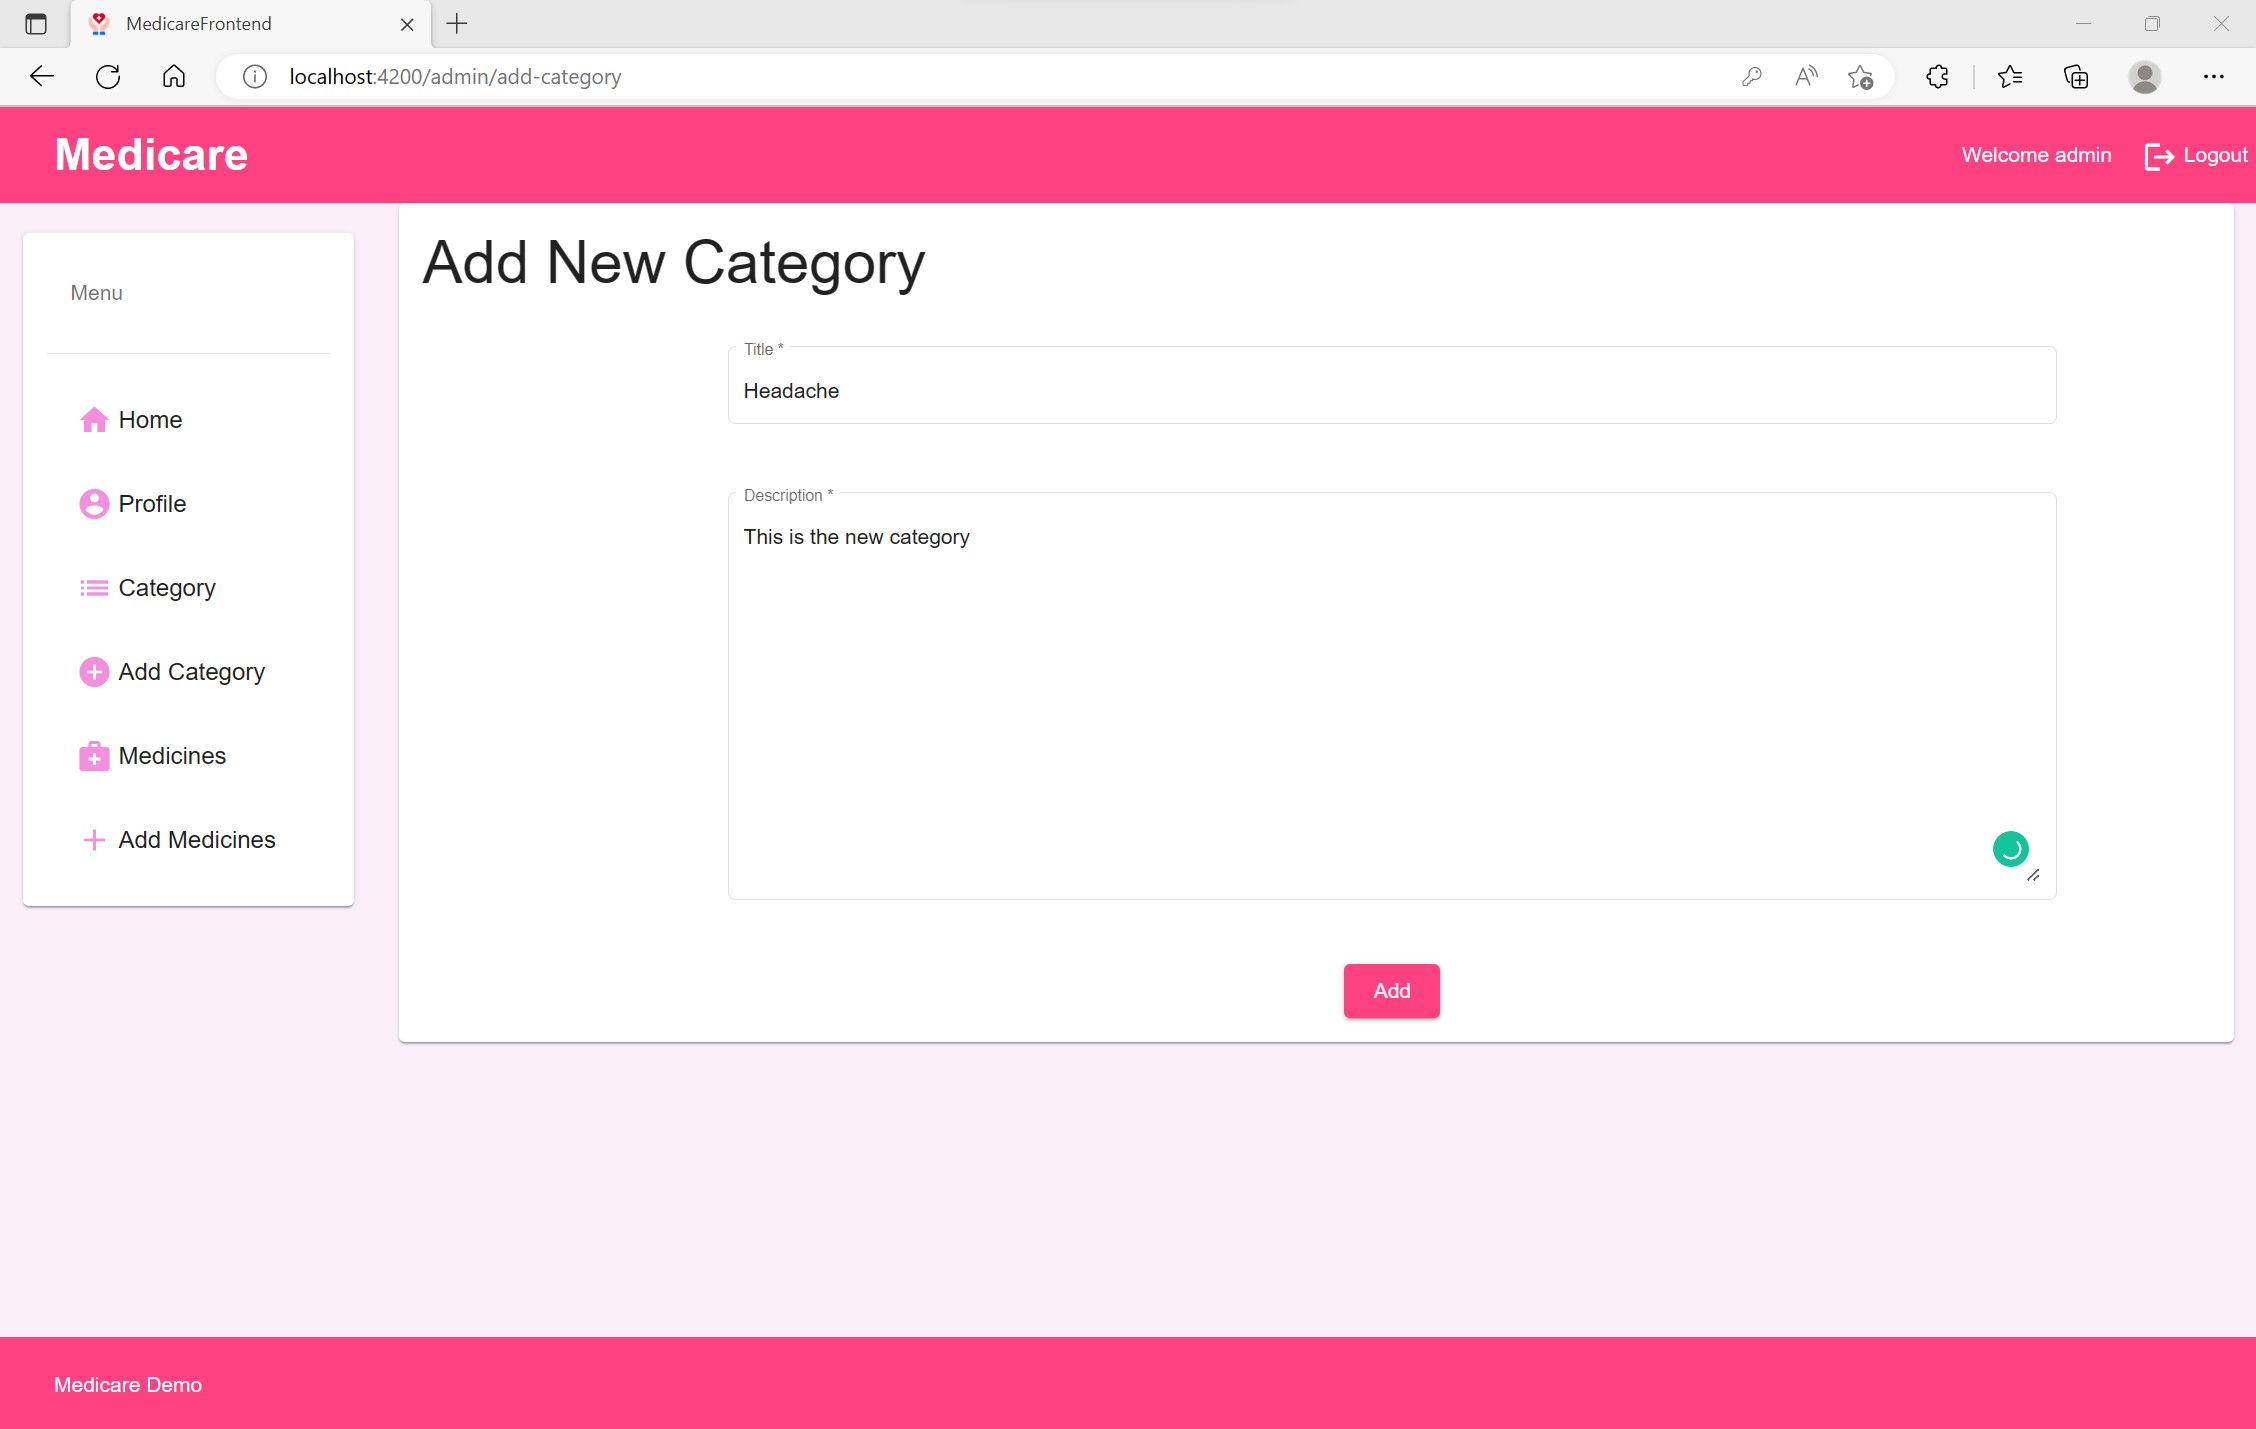 MedicareFrontend
localhost:4200/admin/add-category
Medicare
Welcome admin
Logout
Menu
Home
Profile
Category
Add Category
Medicines
Add Medicines
Add New Category
Title *
Headache
Description *
This is the new category
Add
Medicare Demo